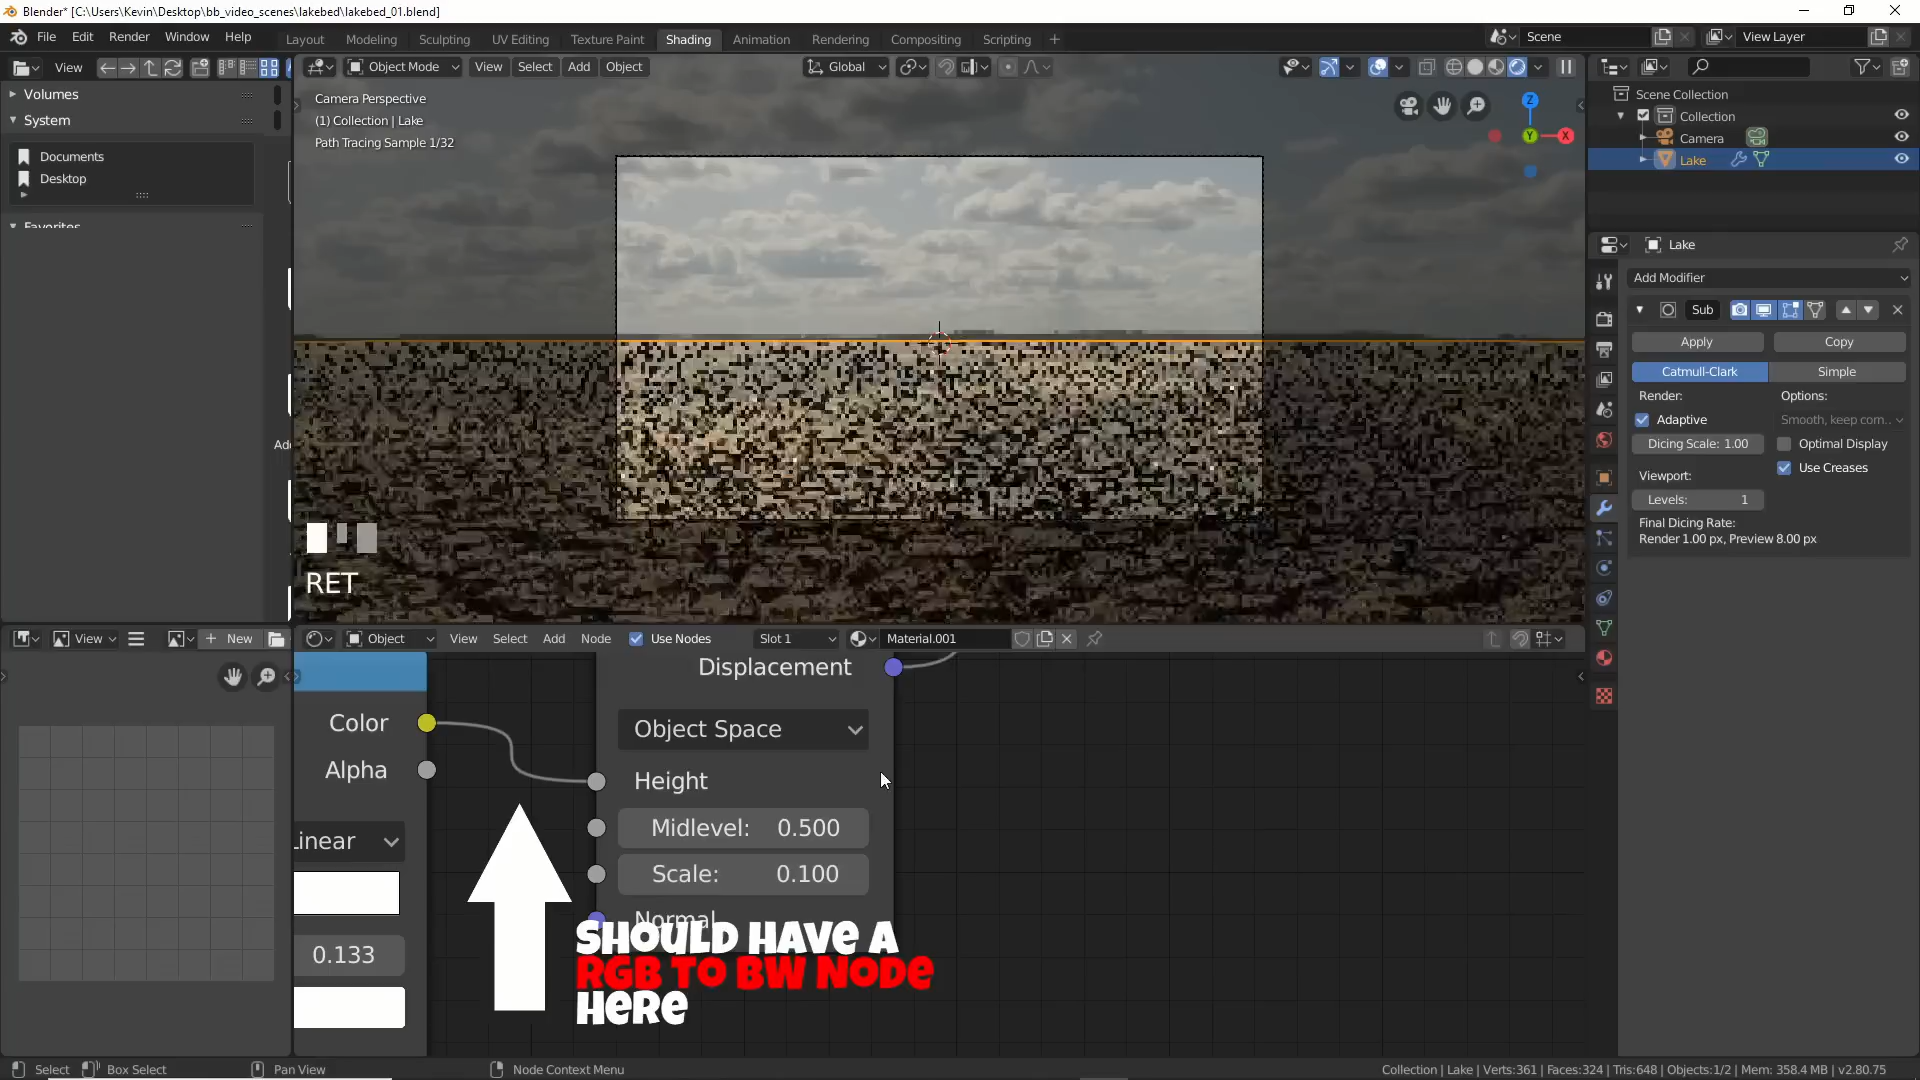 Blender* [C:\Users\Kevin\Desktop\bb_video_scenes\lakebed\lakebed_01.blend]
File Edit Render Window Help
Layout Modeling Sculpting UV Editing Texture Paint Shading Animation Rendering Compositing Scripting +
Scene
View Layer
View
Object Mode View Select Add Object
Global
Volumes
System
Documents
Desktop
Favorites
Camera Perspective
(1) Collection | Lake
Path Tracing Sample 1/32
Z
Y
X
RET
Scene Collection
Collection
Camera
Lake
Lake
Add Modifier
Sub
Apply Copy
Catmull-Clark Simple
Render: Options:
Adaptive Smooth, keep corn..
Dicing Scale: 1.00 Optimal Display
Use Creases
Viewport:
Levels: 1
Final Dicing Rate:
Render 1.00 px, Preview 8.00 px
View + New
Object View Select Add Node Use Nodes Slot 1 Material.001
Displacement
Color
Object Space
Alpha
Height
Linear
Midlevel: 0.500
Scale: 0.100
Normal
0.133
SHOULD HAVE A
RGB TO BW NODE
HERE
Select Box Select Pan View Node Context Menu
Collection | Lake | Verts:361 | Faces:324 | Tris:648 | Objects:1/2 | Mem: 358.4 MB | v2.80.75